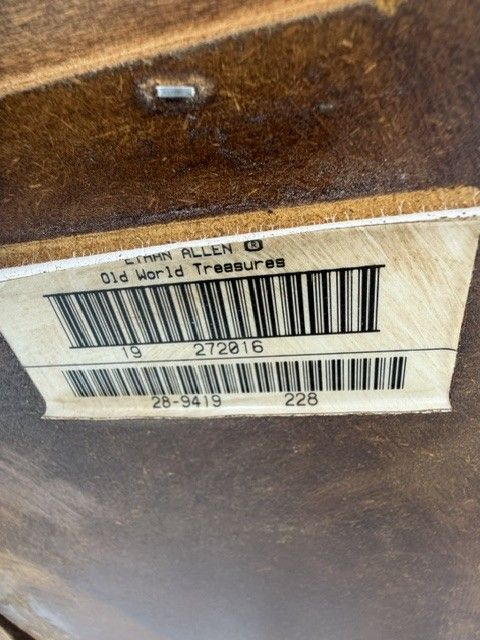 ETHAN ALLEN ®
Old World Treasures
19 272016
28-9419 228